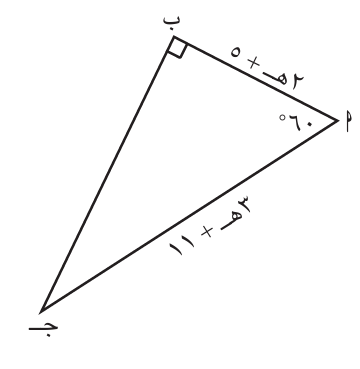 ب
٢هـ + ٥
م
٦٠°
٣هـ + ١١
جـ